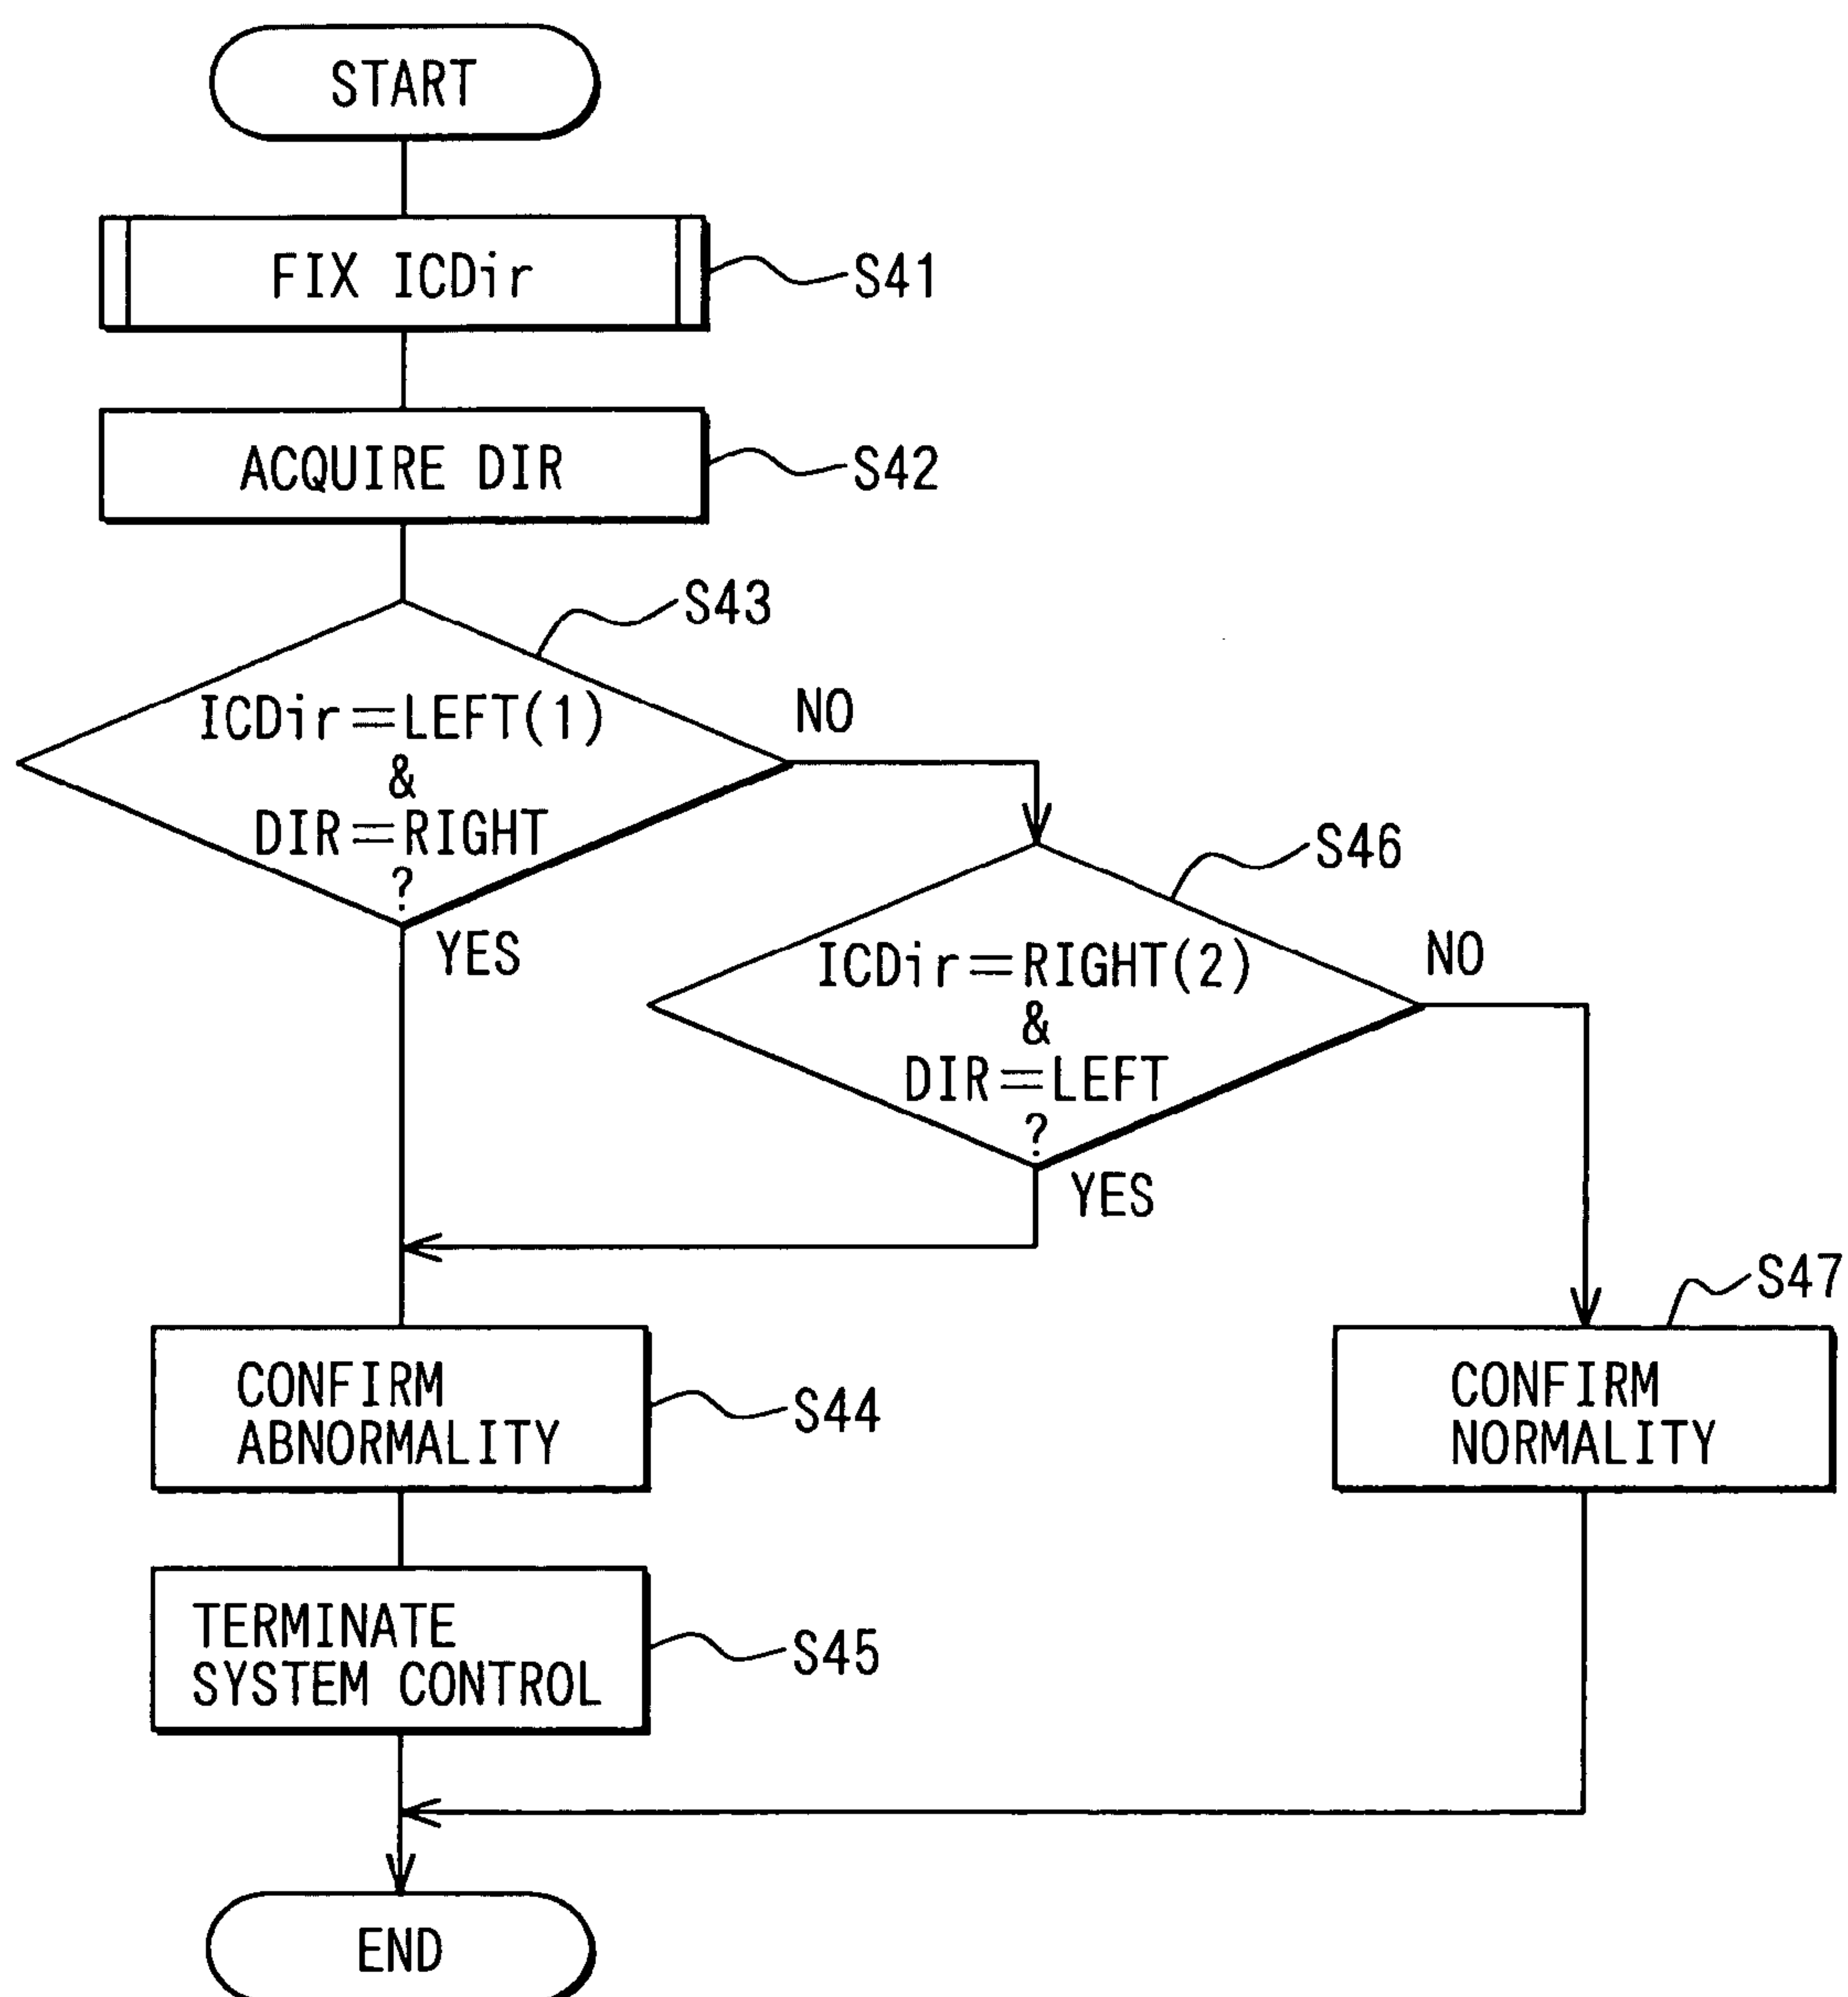 START
FIX ICDir
S41
ACQUIRE DIR
S42
S43
ICDir=LEFT(1)
&
DIR=RIGHT
?
NO
YES
S46
ICDir=RIGHT(2)
&
DIR=LEFT
?
NO
YES
S47
CONFIRM
ABNORMALITY
S44
CONFIRM
NORMALITY
TERMINATE
SYSTEM CONTROL
S45
END